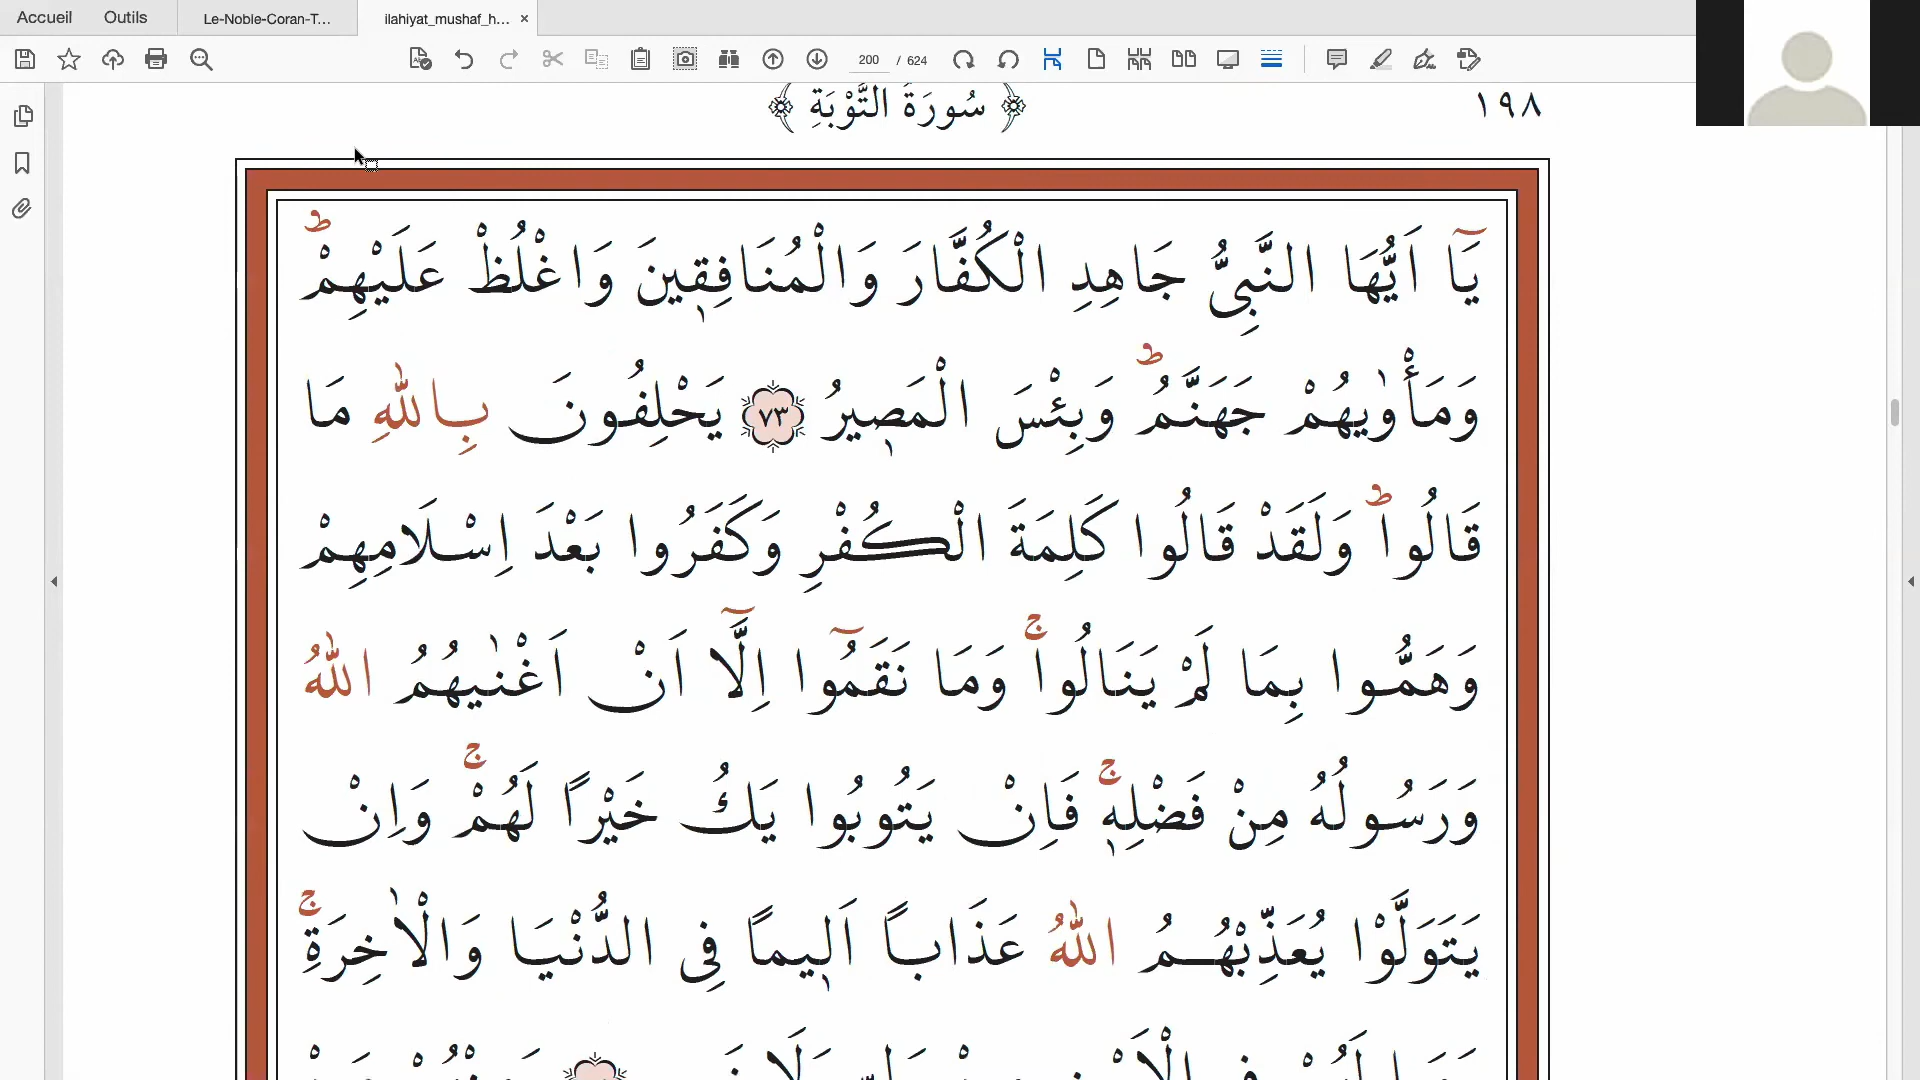 Accueil Outils Le-Noble-Coran-T... ilahiyat_mushaf_h... ×
200 / 624
سُورَةُ التَّوْبَةِ ١٩٨
يَٓا اَيُّهَا النَّبِيُّ جَاهِدِ الْكُفَّارَ وَالْمُنَافِق۪ينَ وَاغْلُظْ عَلَيْهِمْۜ
وَمَأْوٰيهُمْ جَهَنَّمُۜ وَبِئْسَ الْمَص۪يرُ ﴿٧٣﴾ يَحْلِفُونَ بِاللّٰهِ مَا
قَالُواۜ وَلَقَدْ قَالُوا كَلِمَةَ الْكُفْرِ وَكَفَرُوا بَعْدَ اِسْلَامِهِمْ
وَهَمُّوا بِمَا لَمْ يَنَالُواۚ وَمَا نَقَمُٓوا اِلَّٓا اَنْ اَغْنٰيهُمُ اللّٰهُ
وَرَسُولُهُ مِنْ فَضْلِه۪ۚ فَاِنْ يَتُوبُوا يَكُ خَيْرًا لَهُمْۚ وَاِنْ
يَتَوَلَّوْا يُعَذِّبْهُمُ اللّٰهُ عَذَابًا اَل۪يمًا فِي الدُّنْيَا وَالْاٰخِرَةِۚ